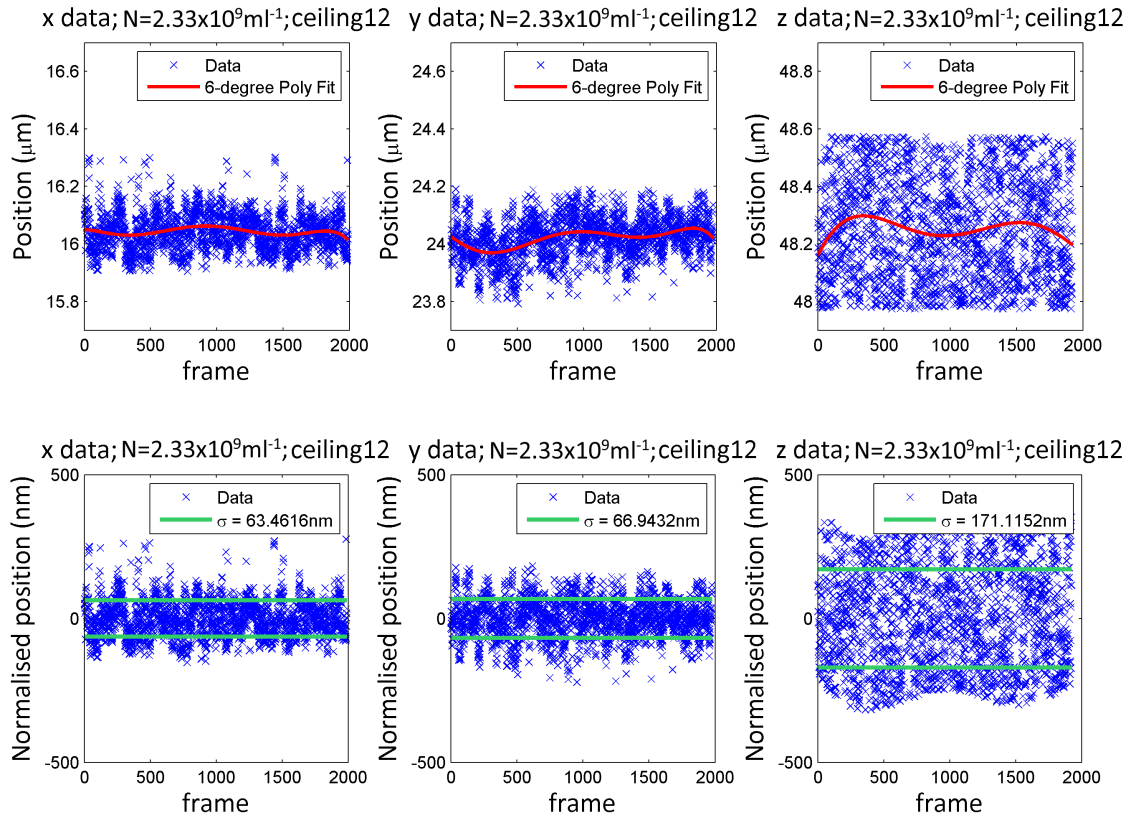 x data; N=2.33x10⁹ml⁻¹;ceiling12
16.6
16.4
16.2
16
15.8
Position (μm)
Data
6-degree Poly Fit
0 500 1000 1500 2000
frame
y data; N=2.33x10⁹ml⁻¹;ceiling12
24.6
24.4
24.2
24
23.8
Position (μm)
Data
6-degree Poly Fit
0 500 1000 1500 2000
frame
z data; N=2.33x10⁹ml⁻¹;ceiling12
48.8
48.6
48.4
48.2
48
Position (μm)
Data
6-degree Poly Fit
0 500 1000 1500 2000
frame
x data; N=2.33x10⁹ml⁻¹;ceiling12
500
0
-500
Normalised position (nm)
Data
σ = 63.4616nm
0 500 1000 1500 2000
frame
y data; N=2.33x10⁹ml⁻¹;ceiling12
500
0
-500
Normalised position (nm)
Data
σ = 66.9432nm
0 500 1000 1500 2000
frame
z data; N=2.33x10⁹ml⁻¹;ceiling12
500
0
-500
Normalised position (nm)
Data
σ = 171.1152nm
0 500 1000 1500 2000
frame